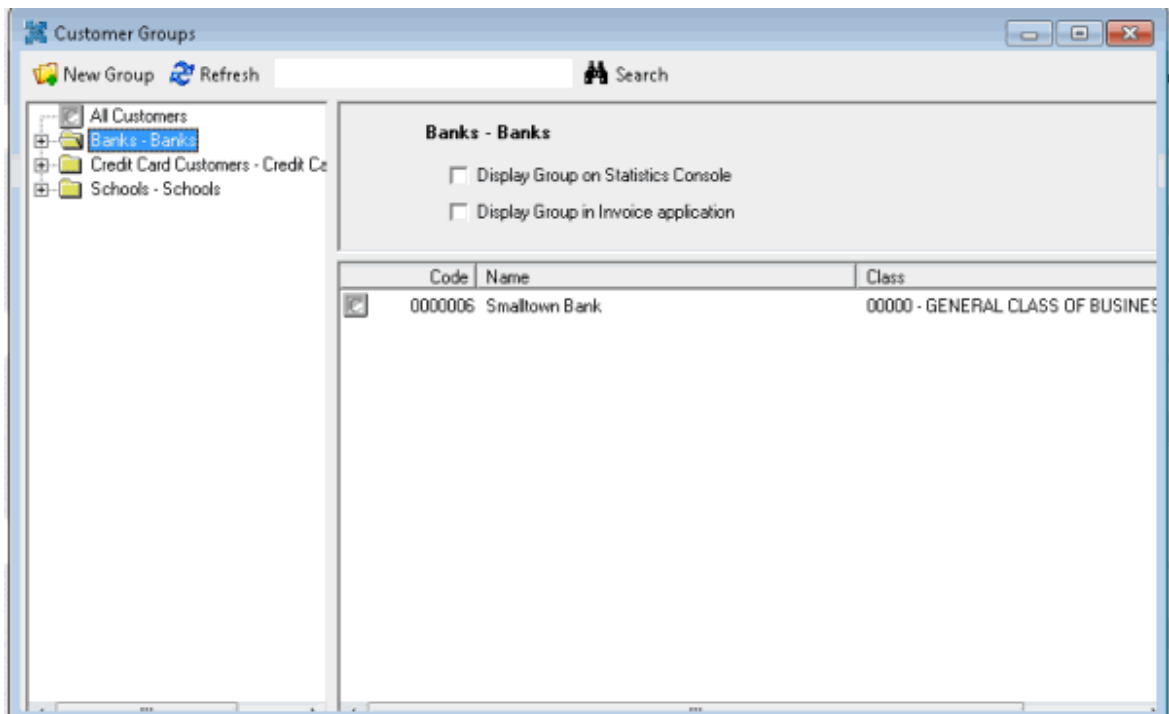 Customer Groups
New Group Refresh Search
All Customers
Banks - Banks
Credit Card Customers - Credit Ca
Schools - Schools
Banks - Banks
Display Group on Statistics Console
Display Group in Invoice application
Code Name Class
0000006 Smalltown Bank 00000 - GENERAL CLASS OF BUSINES